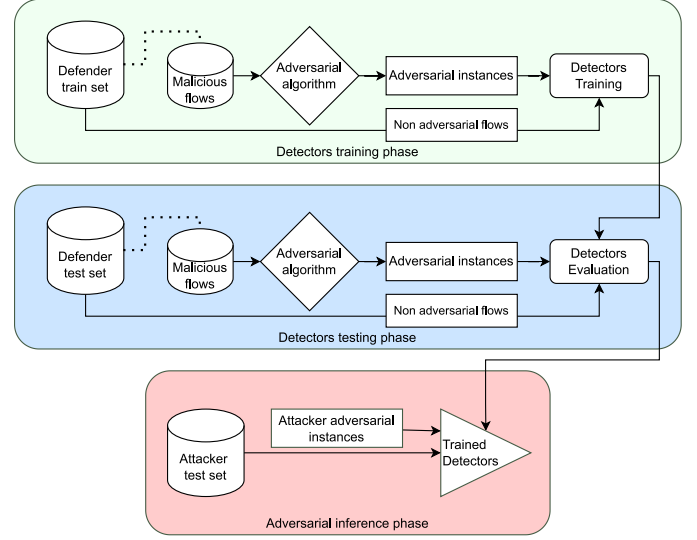 Defender
train set
Malicious
flows
Adversarial
algorithm
Adversarial instances
Detectors
Training
Non adversarial flows
Detectors training phase
Defender
test set
Malicious
flows
Adversarial
algorithm
Adversarial instances
Detectors
Evaluation
Non adversarial flows
Detectors testing phase
Attacker
test set
Attacker adversarial
instances
Trained
Detectors
Adversarial inference phase